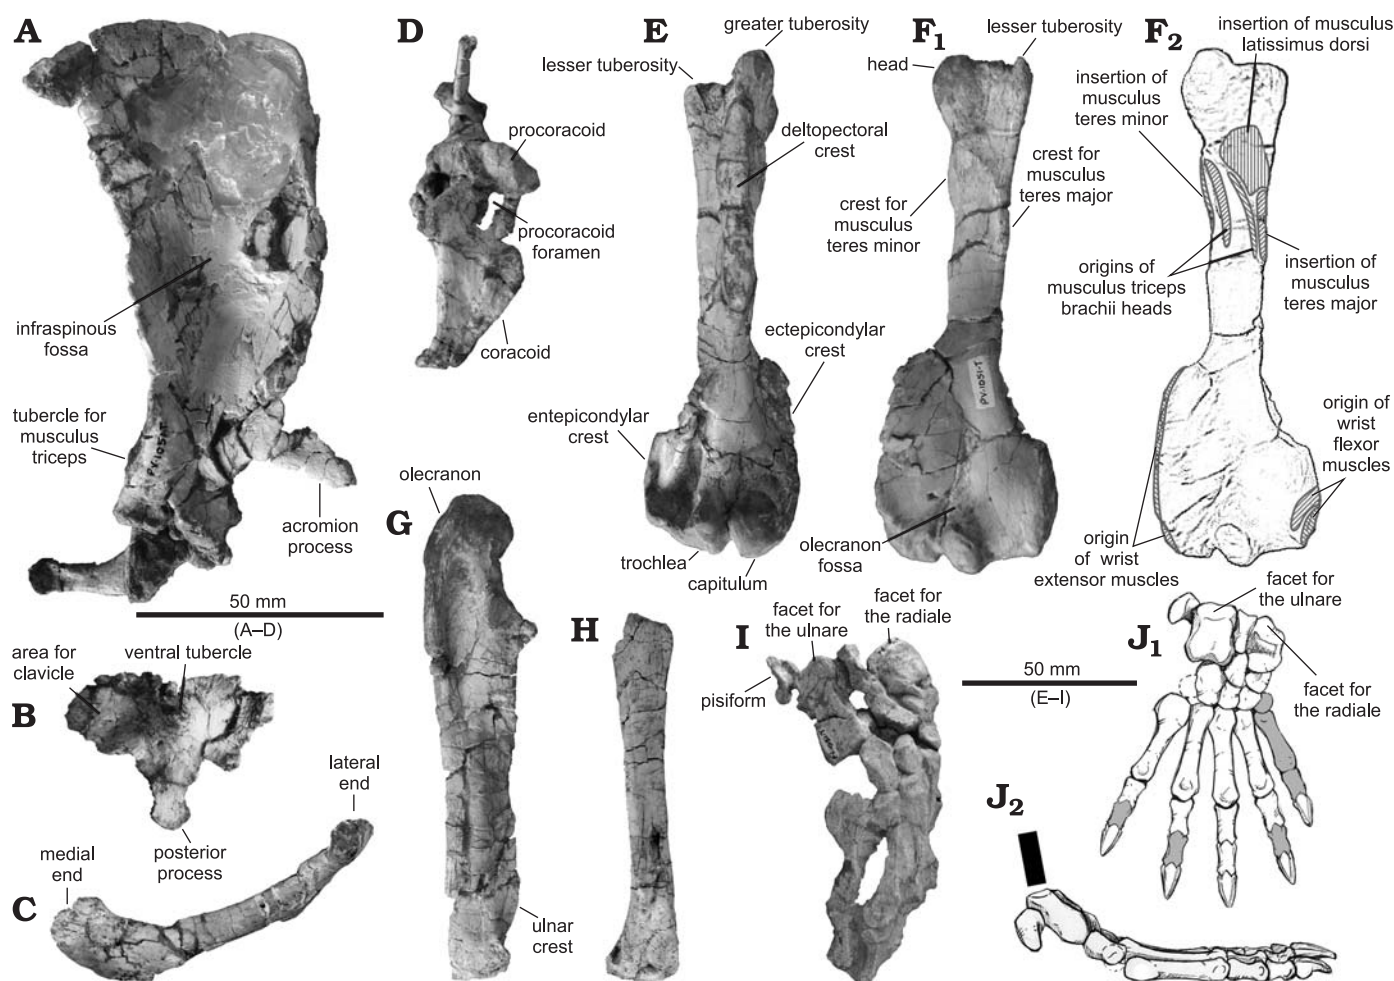 A
infraspinous
fossa
tubercle for
musculus
triceps
acromion
process
50 mm
(A–D)
area for
clavicle
ventral tubercle
B
posterior
process
lateral
end
medial
end
C
D
procoracoid
procoracoid
foramen
coracoid
E
greater tuberosity
lesser tuberosity
deltopectoral
crest
ectepicondylar
crest
entepicondylar
crest
trochlea
capitulum
F1
lesser tuberosity
head
crest for
musculus
teres major
crest for
musculus
teres minor
olecranon
fossa
F2
insertion of musculus
latissimus dorsi
insertion of
musculus
teres minor
origins of
musculus triceps
brachii heads
insertion of
musculus
teres major
origin
of wrist
flexor
muscles
origin
of wrist
extensor muscles
G
olecranon
ulnar
crest
H
I
facet for
the ulnare
facet for
the radiale
pisiform
50 mm
(E–I)
J1
facet for
the ulnare
facet for
the radiale
J2